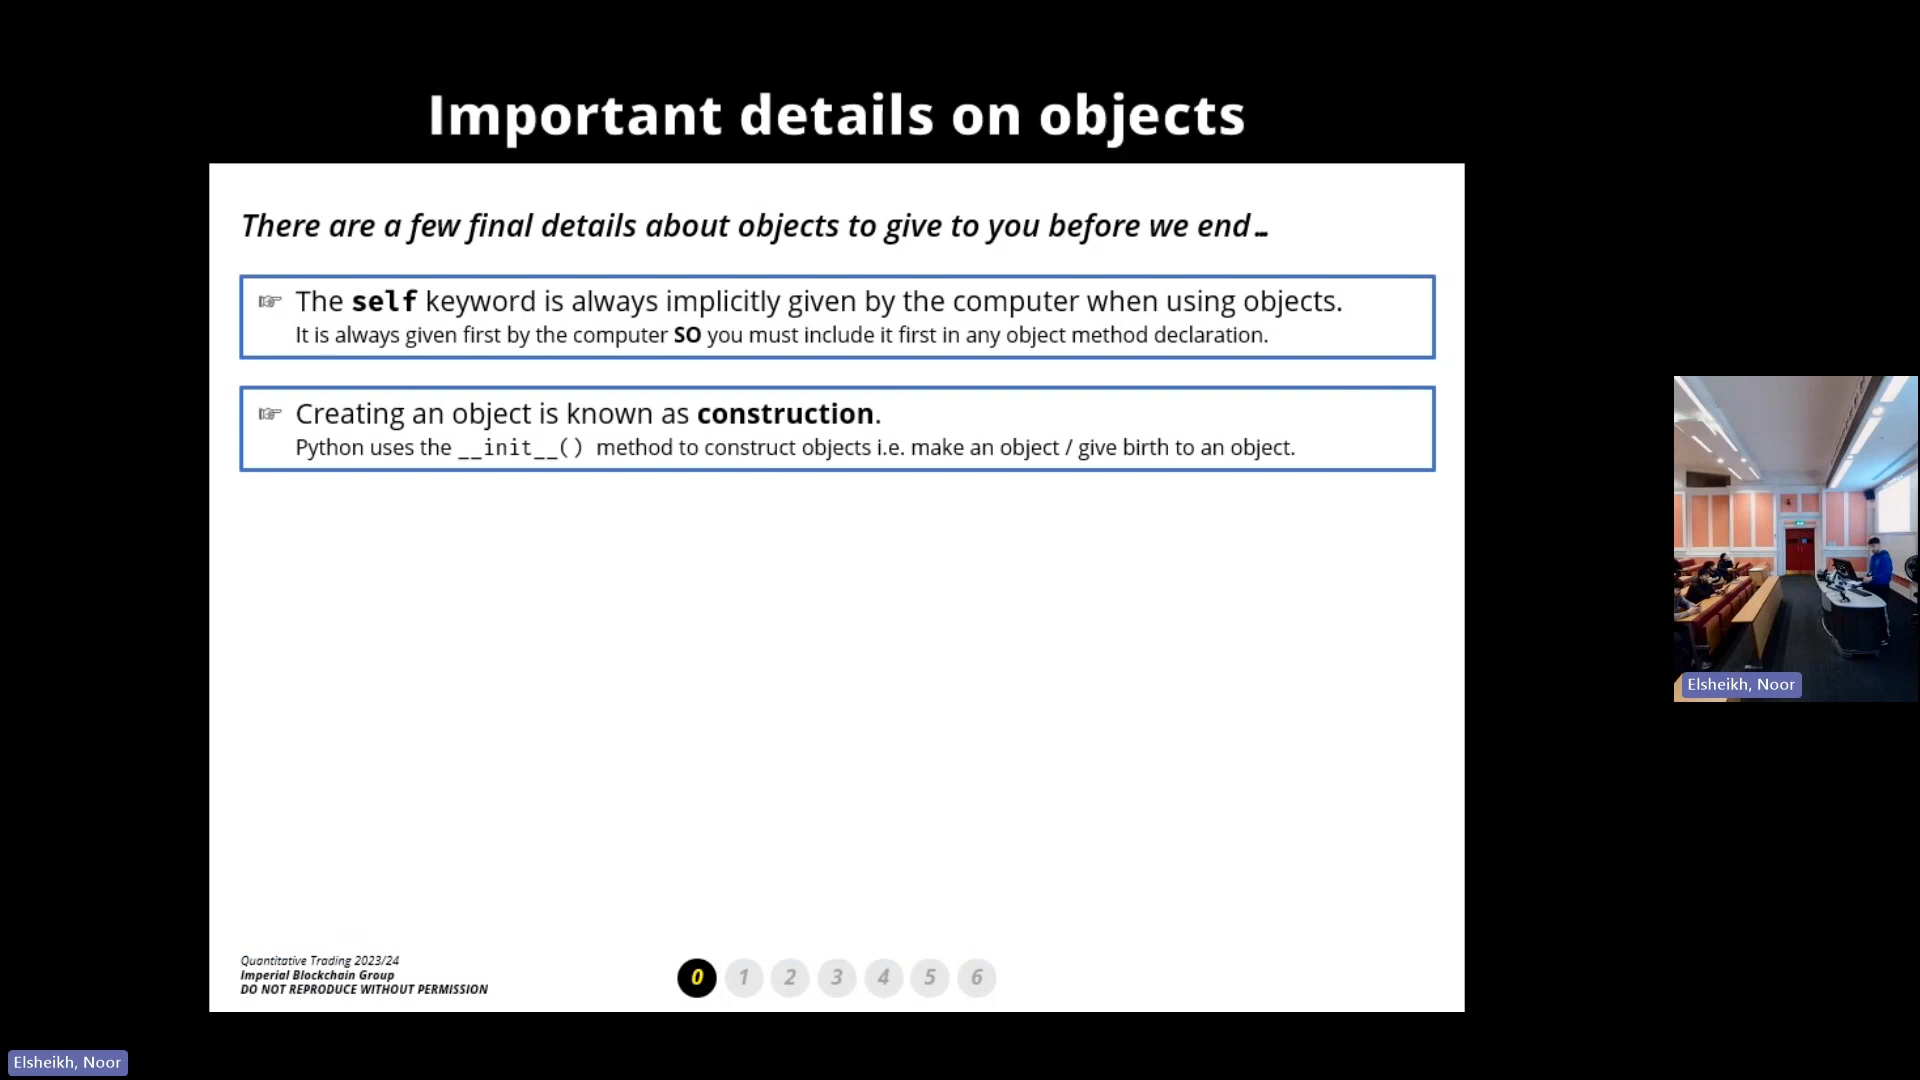 Important details on objects
There are a few final details about objects to give to you before we end...
☞ The self keyword is always implicitly given by the computer when using objects.
It is always given first by the computer SO you must include it first in any object method declaration.
☞ Creating an object is known as construction.
Python uses the __init__() method to construct objects i.e. make an object / give birth to an object.
Quantitative Trading 2023/24
Imperial Blockchain Group
DO NOT REPRODUCE WITHOUT PERMISSION
0 1 2 3 4 5 6
Elsheikh, Noor
Elsheikh, Noor